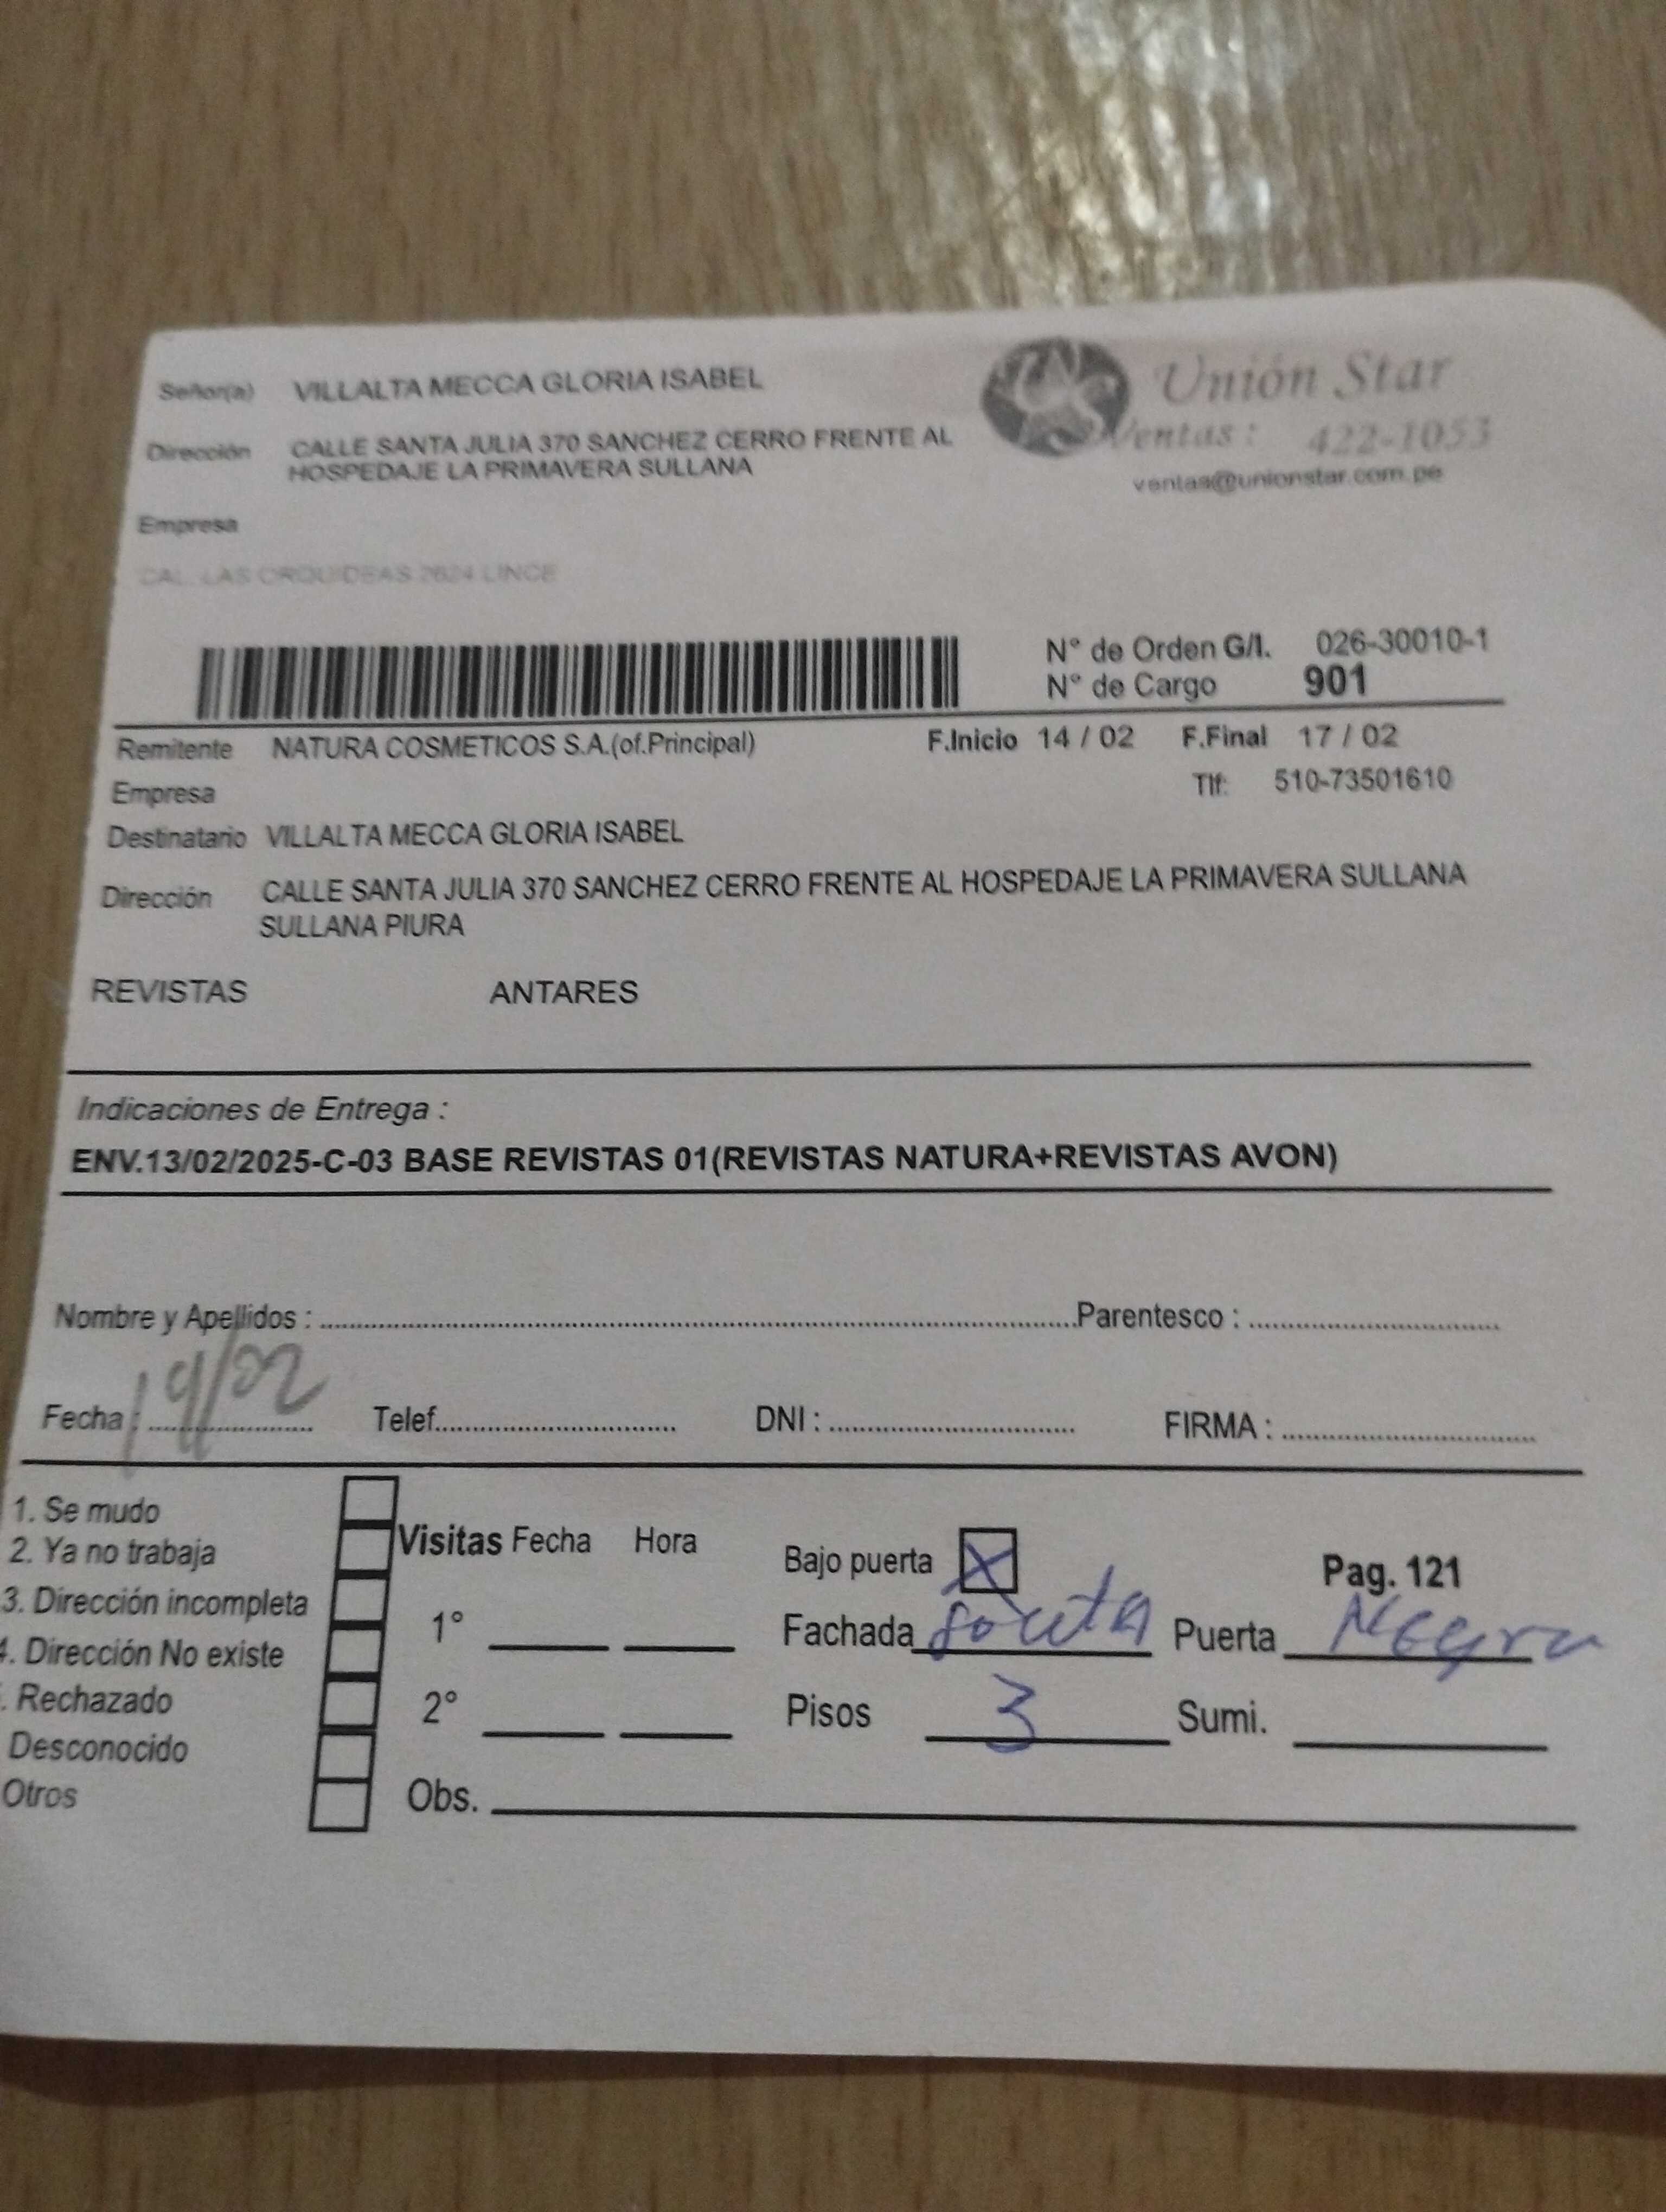 Señor(a) VILLALTA MECCA GLORIA ISABEL
Unión Star
Dirección CALLE SANTA JULIA 370 SANCHEZ CERRO FRENTE AL
HOSPEDAJE LA PRIMAVERA SULLANA
Ventas : 422-1053
ventas@unionstar.com.pe
Empresa
CAL. LAS ORQUIDEAS 2624 LINCE
N° de Orden G/I. 026-30010-1
N° de Cargo 901
Remitente NATURA COSMETICOS S.A.(of.Principal) F.Inicio 14 / 02 F.Final 17 / 02
Empresa Tlf: 510-73501610
Destinatario VILLALTA MECCA GLORIA ISABEL
Dirección CALLE SANTA JULIA 370 SANCHEZ CERRO FRENTE AL HOSPEDAJE LA PRIMAVERA SULLANA
SULLANA PIURA
REVISTAS ANTARES
Indicaciones de Entrega :
ENV.13/02/2025-C-03 BASE REVISTAS 01(REVISTAS NATURA+REVISTAS AVON)
Nombre y Apellidos : Parentesco :
Fecha : 19/02 Telef. DNI : FIRMA :
1. Se mudo
2. Ya no trabaja
3. Dirección incompleta
4. Dirección No existe
. Rechazado
Desconocido
Otros
Visitas Fecha Hora
1°
2°
Obs.
Bajo puerta X Pag. 121
Fachada Puerta Negra
Pisos 3 Sumi.